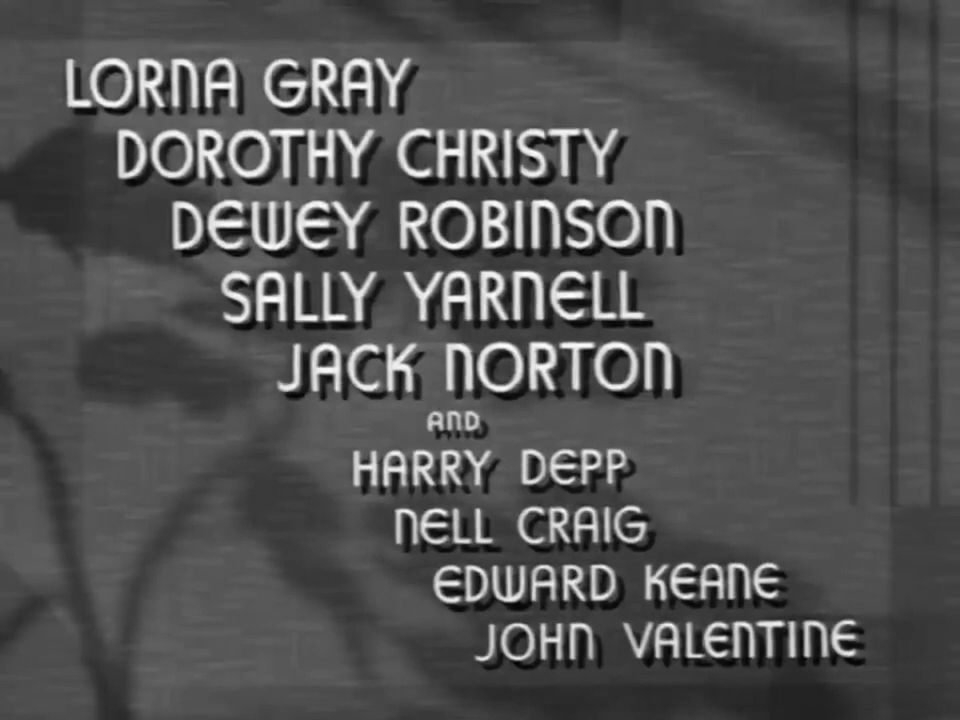 LORNA GRAY
DOROTHY CHRISTY
DEWEY ROBINSON
SALLY YARNELL
JACK NORTON
AND
HARRY DEPP
NELL CRAIG
EDWARD KEANE
JOHN VALENTINE